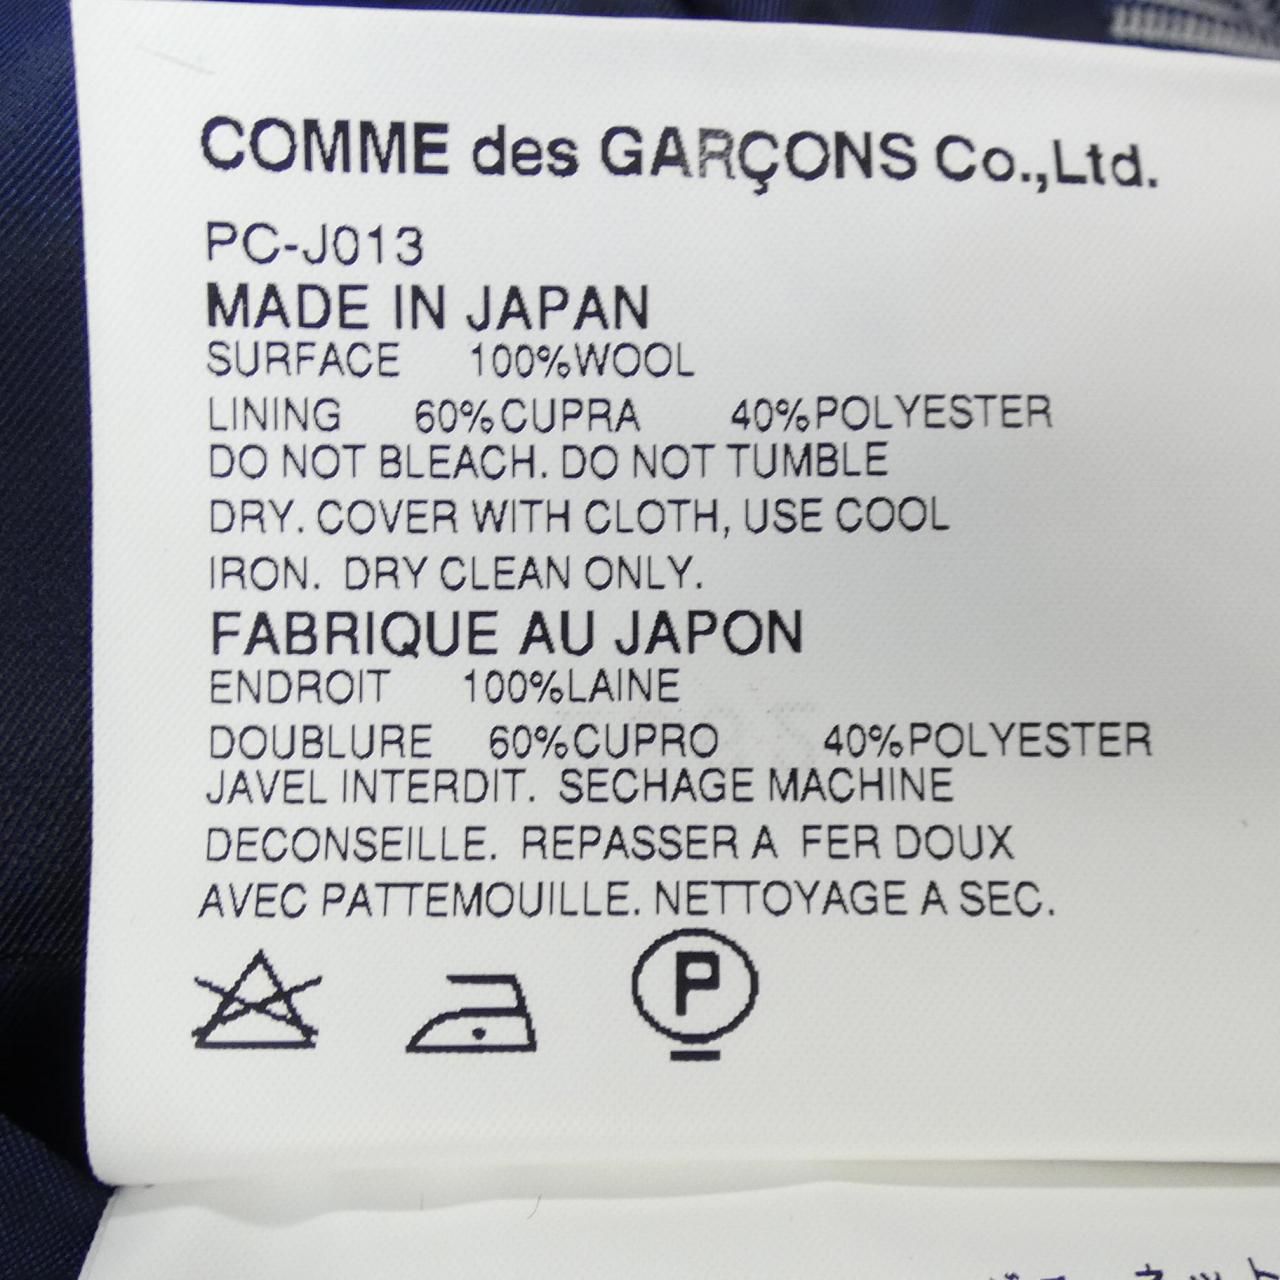 COMME des GARÇONS Co.,Ltd.
PC-J013
MADE IN JAPAN
SURFACE 100%WOOL
LINING 60%CUPRA 40%POLYESTER
DO NOT BLEACH. DO NOT TUMBLE
DRY. COVER WITH CLOTH, USE COOL
IRON. DRY CLEAN ONLY.
FABRIQUE AU JAPON
ENDROIT 100%LAINE
DOUBLURE 60%CUPRO 40%POLYESTER
JAVEL INTERDIT. SECHAGE MACHINE
DECONSEILLE. REPASSER A FER DOUX
AVEC PATTEMOUILLE. NETTOYAGE A SEC.
P